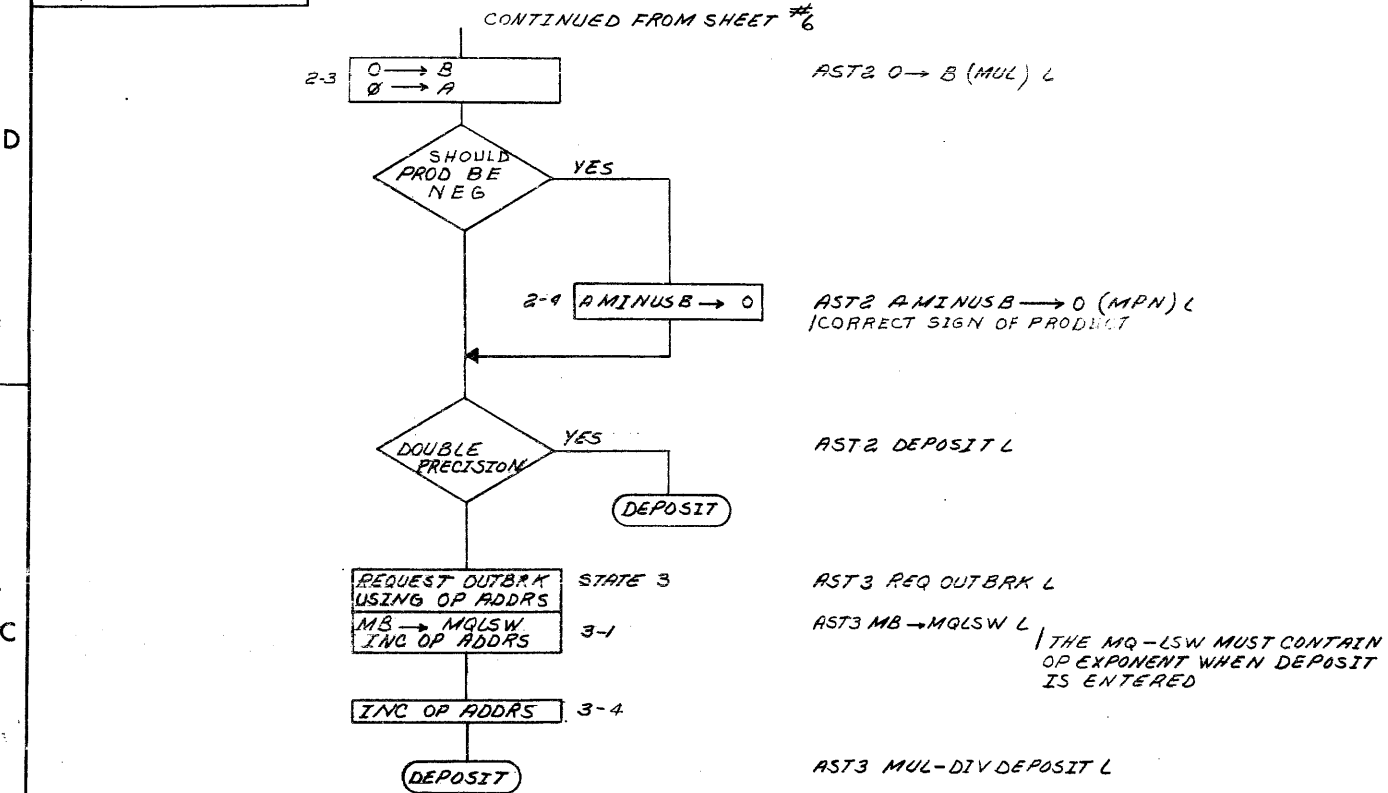 CONTINUED FROM SHEET #6
2-3
0 → B
Ø → A
AST2 0 → B (MUL) L
D
SHOULD
PROD BE
NEG
YES
2-4
A MINUS B → 0
AST2 A MINUS B → 0 (MPN) L
/CORRECT SIGN OF PRODUCT
DOUBLE
PRECISION
YES
AST2 DEPOSIT L
DEPOSIT
REQUEST OUTBRK
USING OP ADDRS
STATE 3
AST3 REQ OUTBRK L
C
MB → MQLSW
INC OP ADDRS
3-1
AST3 MB → MQLSW L
/THE MQ-LSW MUST CONTAIN
OP EXPONENT WHEN DEPOSIT
IS ENTERED
INC OP ADDRS
3-4
DEPOSIT
AST3 MUL-DIV DEPOSIT L